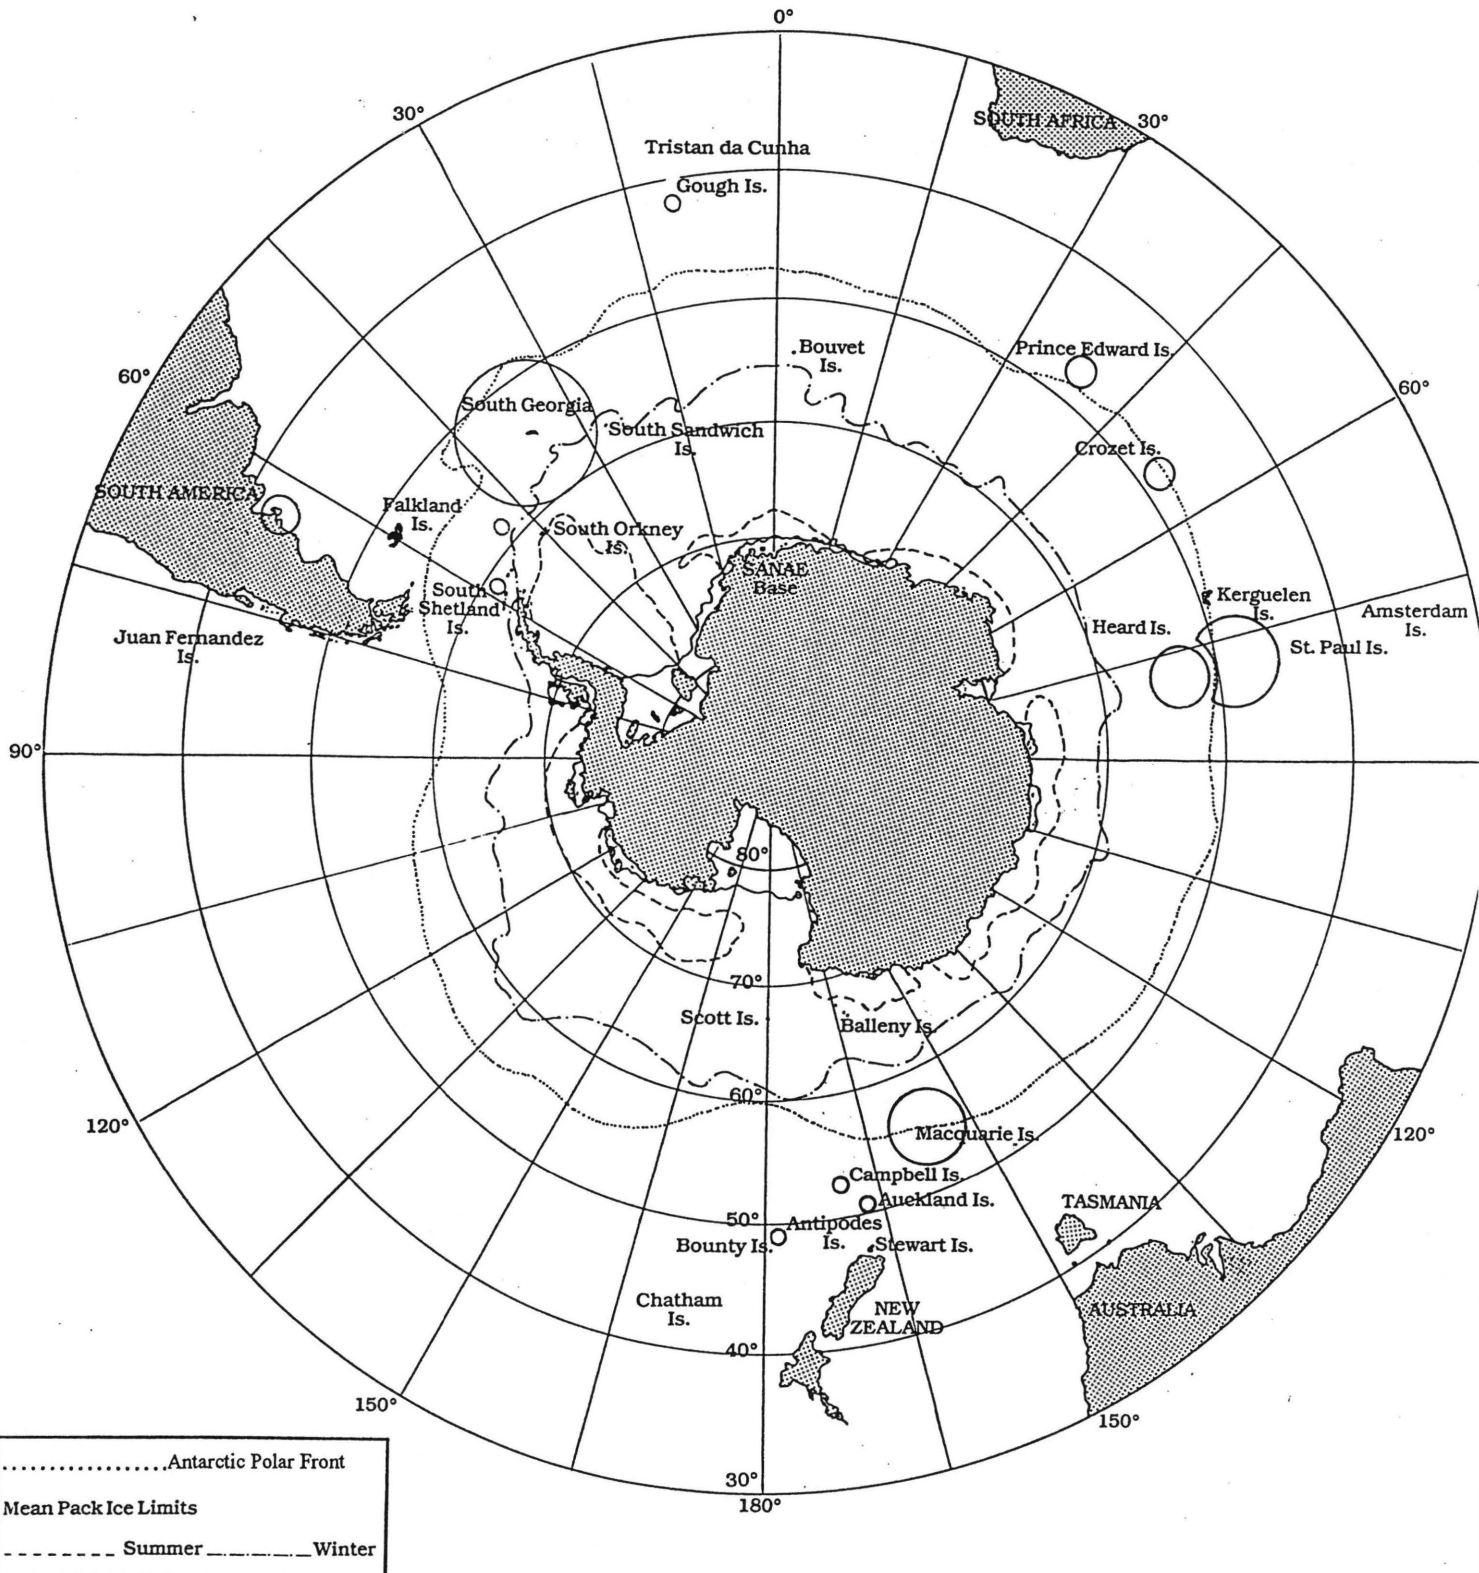 0°
30°
SOUTH AFRICA
30°
Tristan da Cunha
Gough Is.
Bouvet
Is.
Prince Edward Is.
60°
60°
South Georgia
South Sandwich
Is.
Crozet Is.
SOUTH AMERICA
Falkland
Is.
South Orkney
Is.
SANAE
Base
South
Shetland
Is.
Kerguelen
Is.
Amsterdam
Is.
Heard Is.
St. Paul Is.
Juan Fernandez
Is.
90°
80°
70°
Scott Is.
Balleny Is.
60°
120°
120°
Macquarie Is.
Campbell Is.
Auckland Is.
TASMANIA
50°
Antipodes
Is.
Bounty Is.
Stewart Is.
Chatham
Is.
NEW
ZEALAND
AUSTRALIA
40°
150°
150°
30°
180°
Antarctic Polar Front
Mean Pack Ice Limits
Summer
Winter